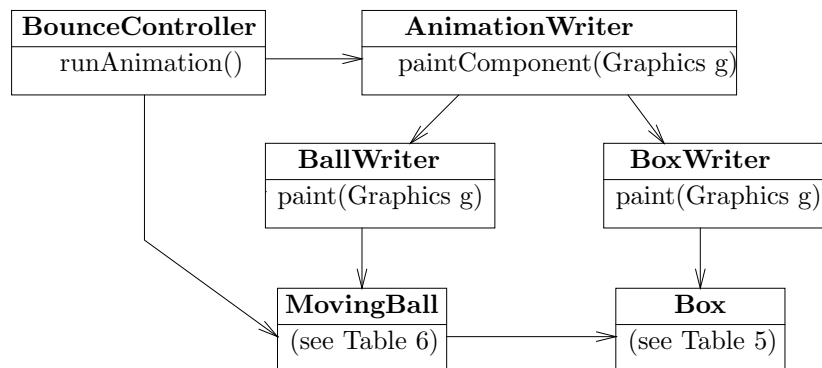 BounceController
runAnimation()
AnimationWriter
paintComponent(Graphics g)
BallWriter
paint(Graphics g)
BoxWriter
paint(Graphics g)
MovingBall
(see Table 6)
Box
(see Table 5)